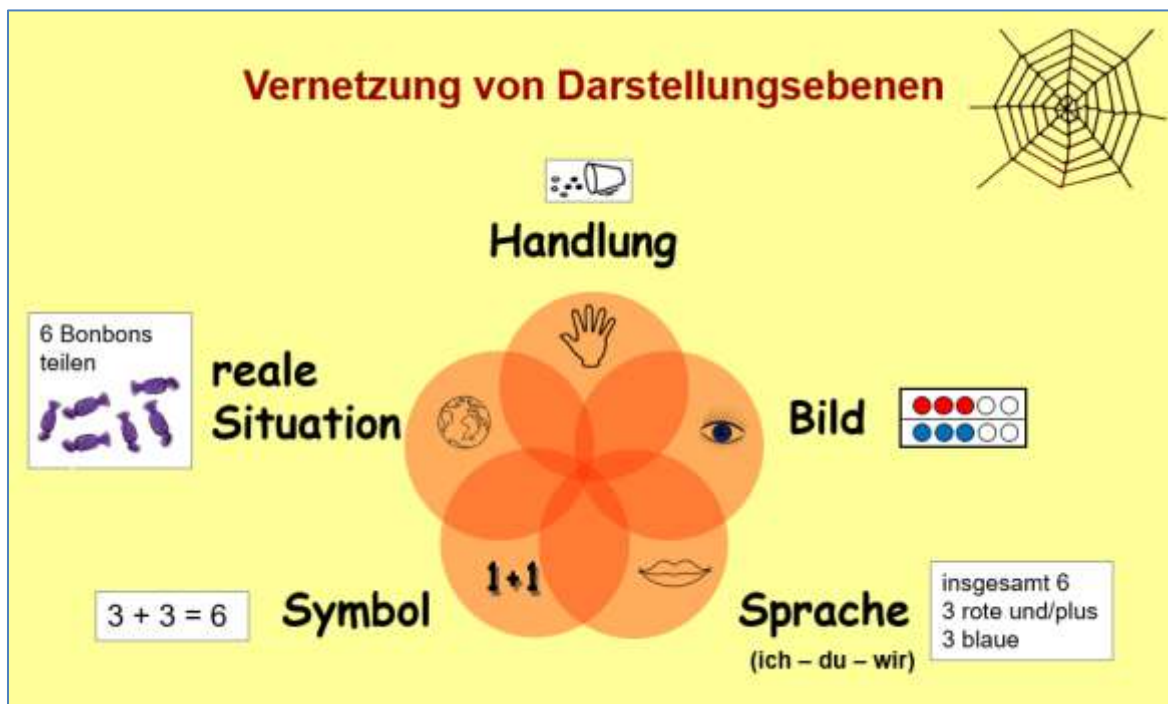 Vernetzung von Darstellungsebenen
Handlung
6 Bonbons
teilen
reale
Situation
Bild
1+1
3 + 3 = 6
Symbol
Sprache
(ich – du – wir)
insgesamt 6
3 rote und/plus
3 blaue